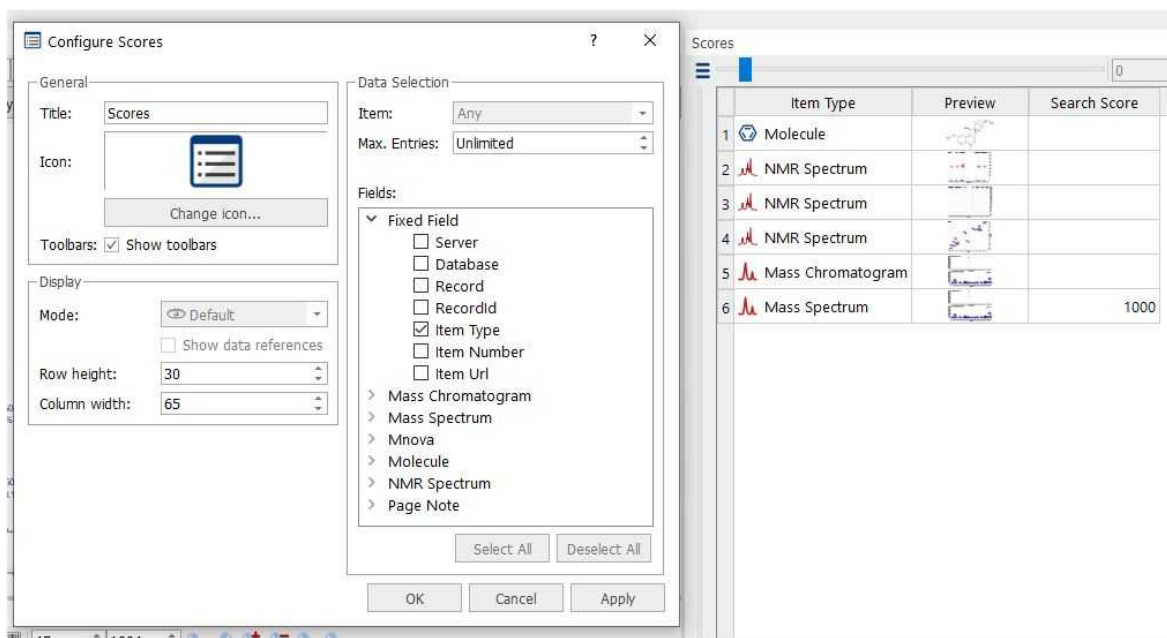 Configure Scores ? ×
General
Title: Scores
Icon:
Change icon...
Toolbars: Show toolbars
Display
Mode: Default
Show data references
Row height: 30
Column width: 65
Data Selection
Item: Any
Max. Entries: Unlimited
Fields:
Fixed Field
Server
Database
Record
RecordId
Item Type
Item Number
Item Url
Mass Chromatogram
Mass Spectrum
Mnova
Molecule
NMR Spectrum
Page Note
Select All Deselect All
OK Cancel Apply
Scores
0
Item Type Preview Search Score
1 Molecule
2 NMR Spectrum
3 NMR Spectrum
4 NMR Spectrum
5 Mass Chromatogram
6 Mass Spectrum 1000